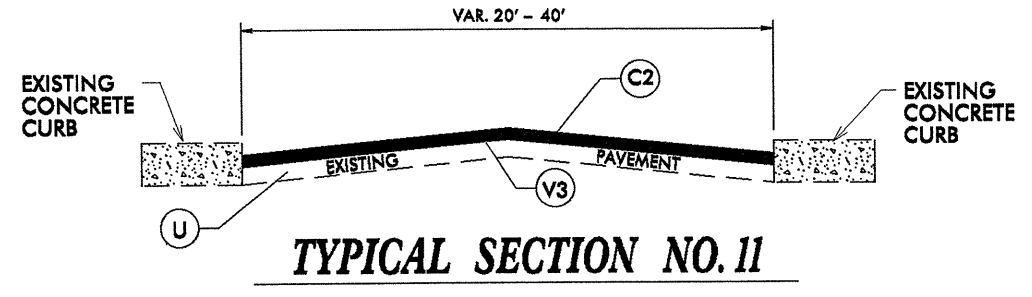 VAR. 20' - 40'
C2
EXISTING
CONCRETE
CURB
EXISTING
CONCRETE
CURB
EXISTING
PAVEMENT
V3
U
TYPICAL SECTION NO. 11